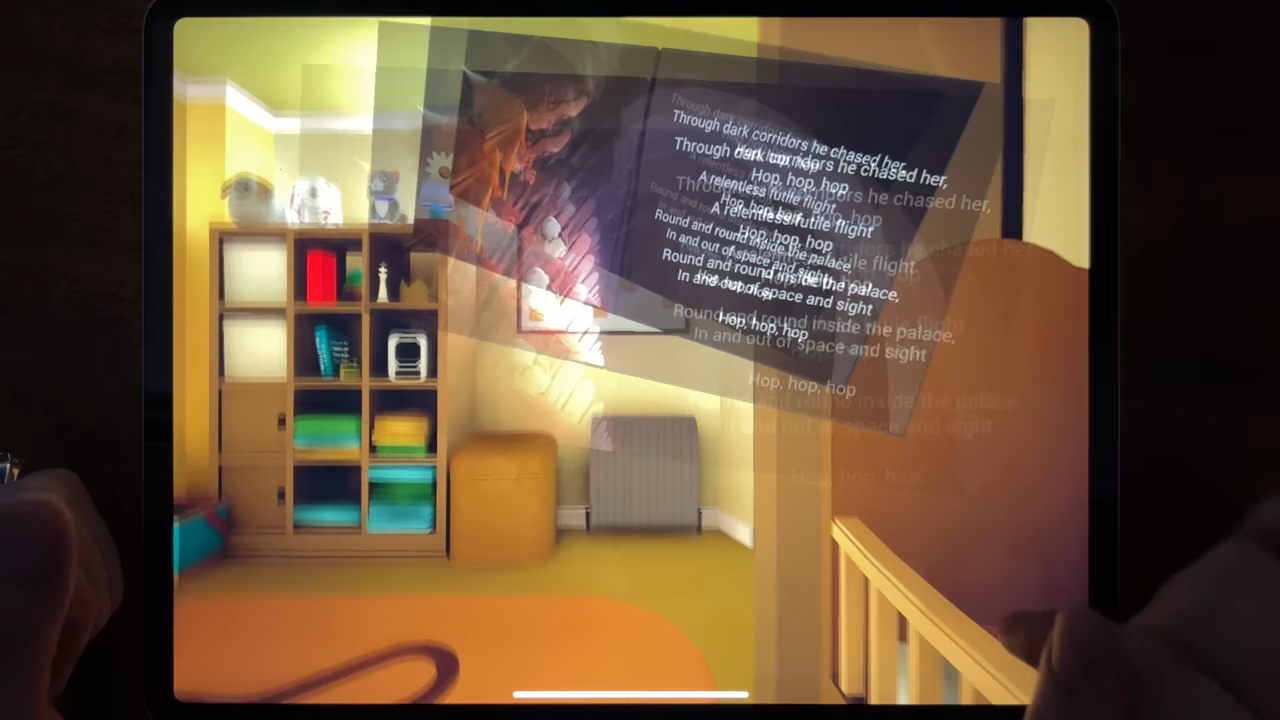 Through dark corridors he chased her,
Hop, hop, hop
A relentless futile flight
Hop, hop, hop
Round and round inside the palace,
In and out of space and sight
Hop, hop, hop